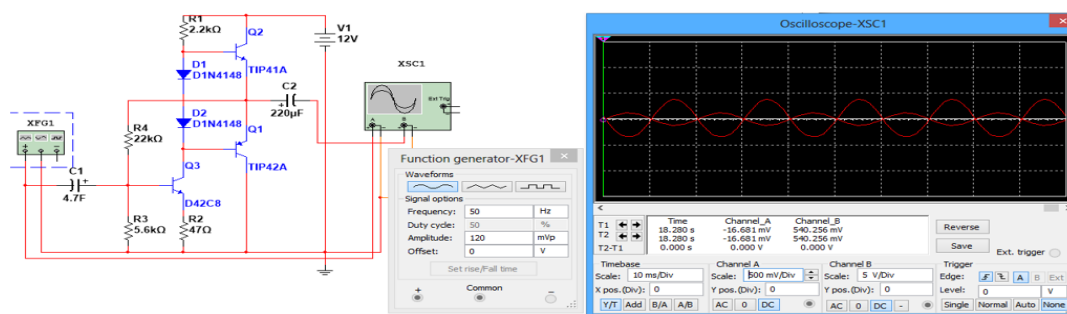 R1
2.2kΩ
Q2
V1
12V
D1
D1N4148
TIP41A
XSC1
Ext Trig
C2
220µF
A
B
D2
D1N4148
XFG1
R4
22kΩ
Q1
TIP42A
Q3
C1
4.7F
D42C8
R3
5.6kΩ
R2
47Ω
Function generator-XFG1
Waveforms
Signal options
Frequency: 50 Hz
Duty cycle: 50 %
Amplitude: 120 mVp
Offset: 0 V
Set rise/Fall time
+ Common −
Oscilloscope-XSC1
Time Channel_A Channel_B
T1 18.280 s -16.681 mV 540.256 mV
T2 18.280 s -16.681 mV 540.256 mV
T2-T1 0.000 s 0.000 V 0.000 V
Reverse
Save
Ext. trigger
Timebase
Scale: 10 ms/Div
X pos.(Div): 0
Y/T Add B/A A/B
Channel A
Scale: 500 mV/Div
Y pos.(Div): 0
AC 0 DC
Channel B
Scale: 5 V/Div
Y pos.(Div): 0
AC 0 DC -
Trigger
Edge: A B Ext
Level: 0 V
Single Normal Auto None